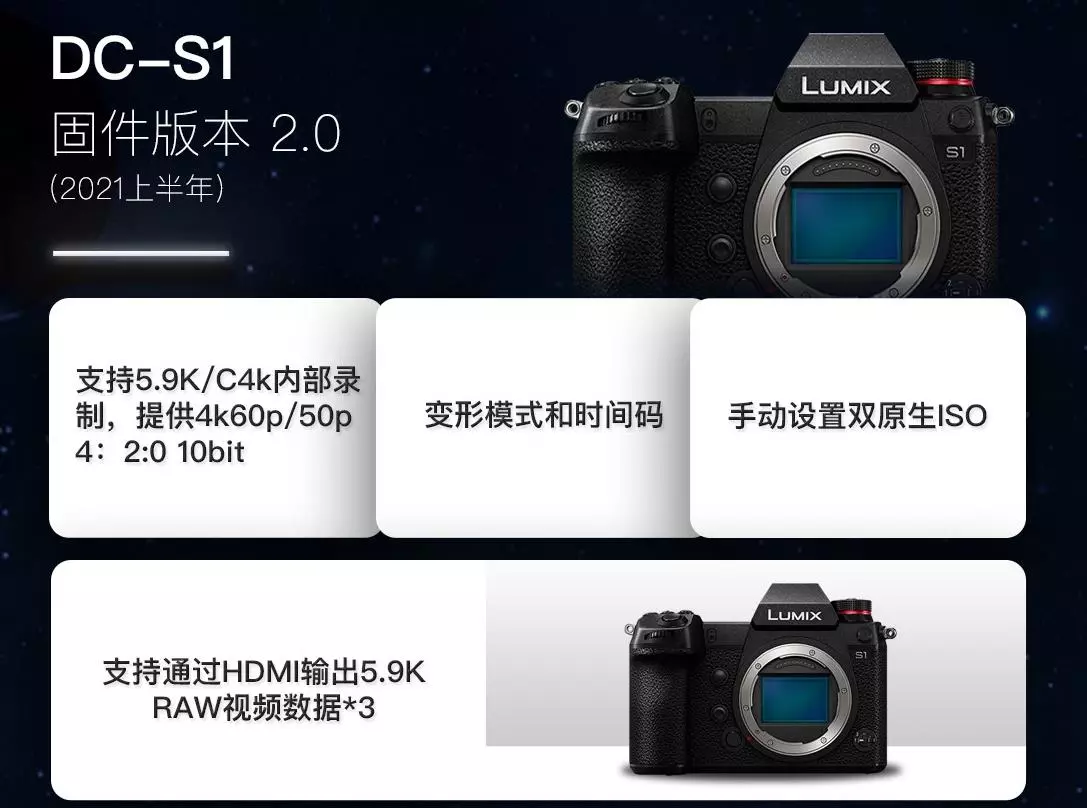 DC-S1
固件版本 2.0
(2021上半年)
LUMIX
S1
支持5.9K/C4k内部录
制，提供4k60p/50p
4：2:0 10bit
变形模式和时间码
手动设置双原生ISO
支持通过HDMI输出5.9K
RAW视频数据*3
LUMIX
S1